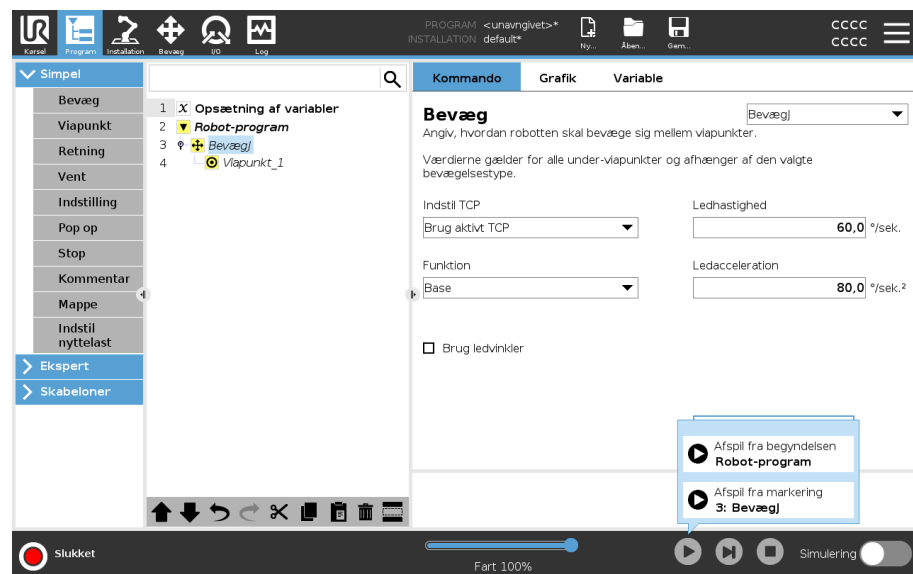 UR
Kørsel
Program
Installation
Bevæg
I/O
Log
PROGRAM <unavngivet>*
INSTALLATION default*
Ny...
Åben...
Gem...
CCCC
CCCC
Simpel
Bevæg
Viapunkt
Retning
Vent
Indstilling
Pop op
Stop
Kommentar
Mappe
Indstil
nyttelast
Ekspert
Skabeloner
1 X Opsætning af variabler
2 Robot-program
3 BevægJ
4 Viapunkt_1
Kommando Grafik Variable
Bevæg
BevægJ
Angiv, hvordan robotten skal bevæge sig mellem viapunkter.
Værdierne gælder for alle under-viapunkter og afhænger af den valgte
bevægelsestype.
Indstil TCP
Brug aktivt TCP
Ledhastighed
60,0 °/sek.
Funktion
Base
Ledacceleration
80,0 °/sek.²
Brug ledvinkler
Afspil fra begyndelsen
Robot-program
Afspil fra markering
3: BevægJ
Slukket
Fart 100%
Simulering